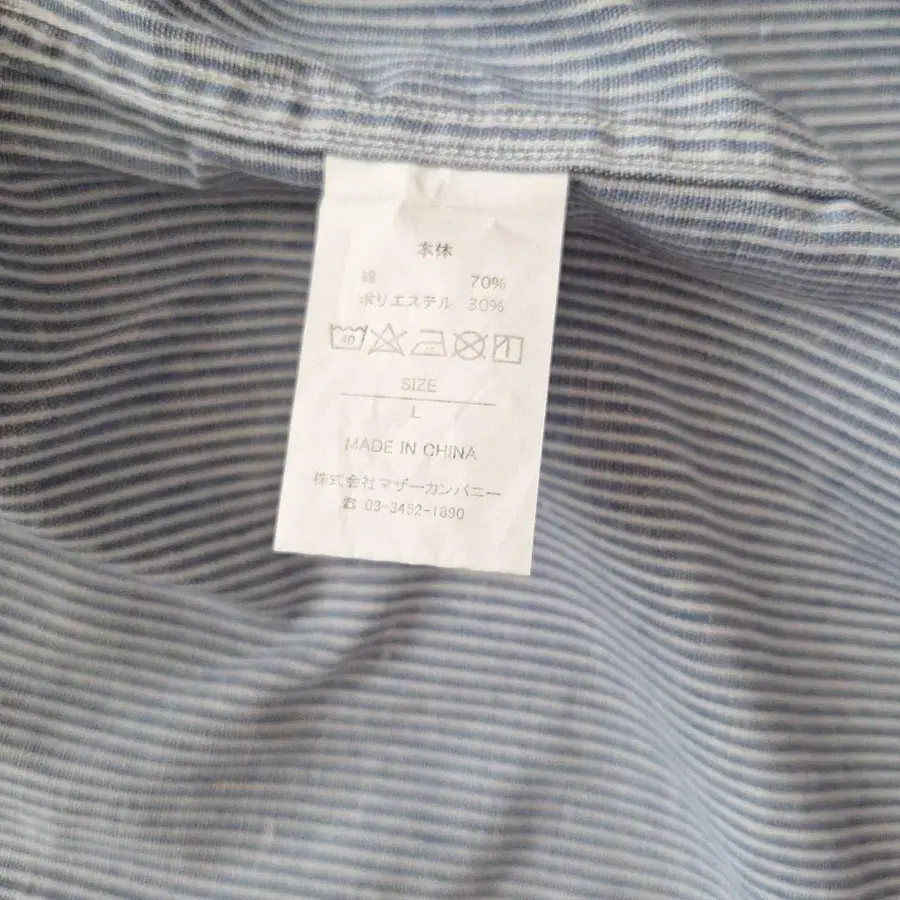 本体
綿 70%
ポリエステル 30%
40
SIZE
L
MADE IN CHINA
株式会社マザーカンパニー
☎ 03-3452-1890